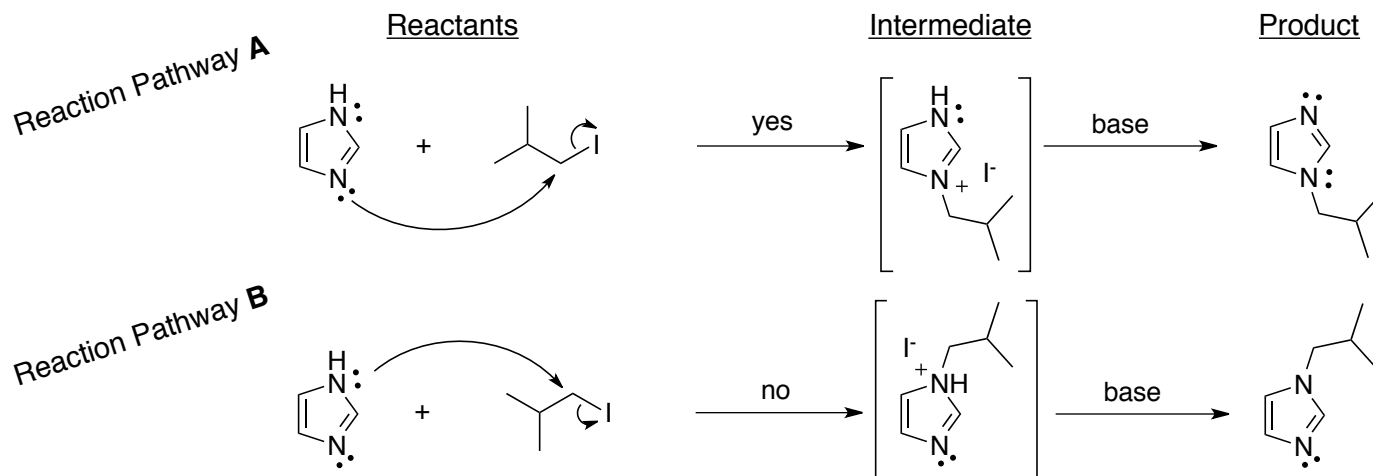 Reactants
Intermediate
Product
Reaction Pathway A
H
N
N
+
I
yes
H
N
N
+
I-
base
N
N
Reaction Pathway B
H
N
N
+
I
no
I-
+
NH
N
base
N
N